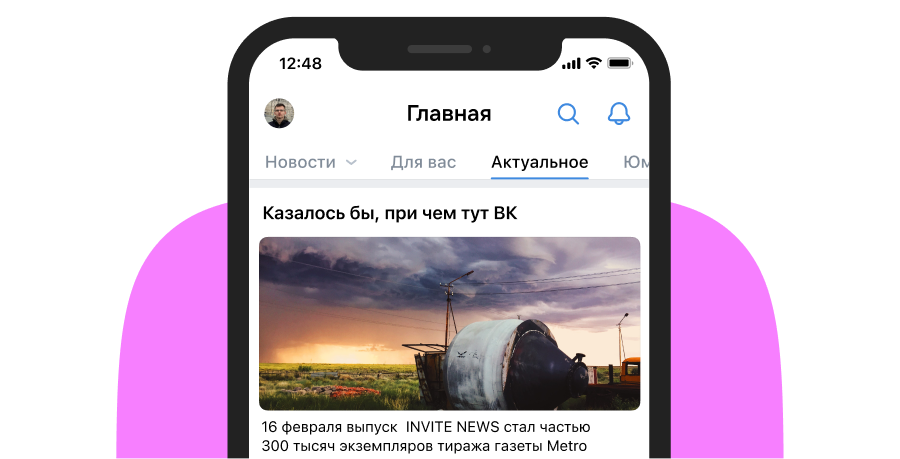 12:48
Главная
Новости Для вас Актуальное Юм
Казалось бы, при чем тут ВК
16 февраля выпуск INVITE NEWS стал частью
300 тысяч экземпляров тиража газеты Metro